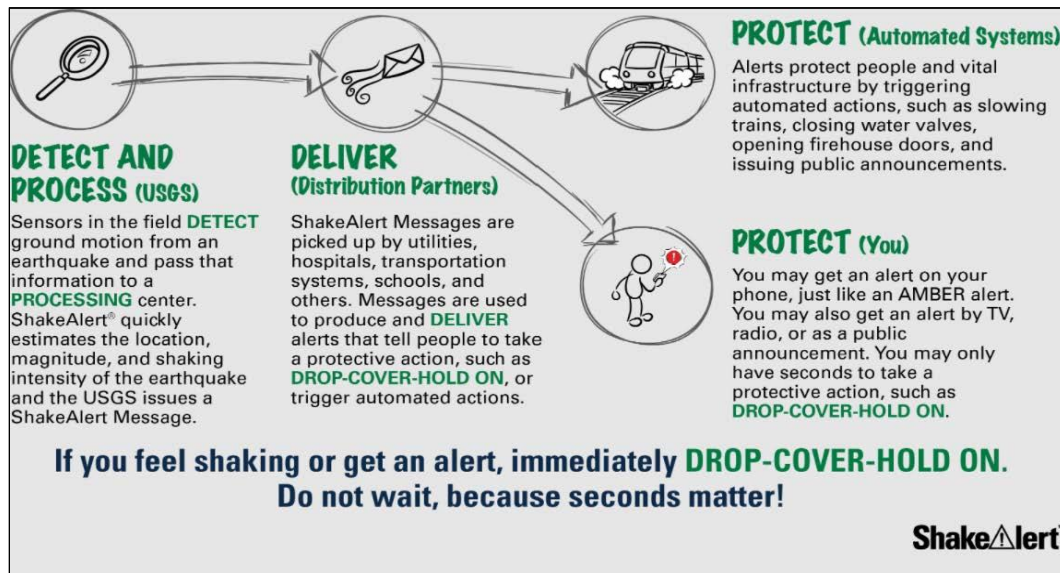 DETECT AND
PROCESS (USGS)
Sensors in the field DETECT
ground motion from an
earthquake and pass that
information to a
PROCESSING center.
ShakeAlert® quickly
estimates the location,
magnitude, and shaking
intensity of the earthquake
and the USGS issues a
ShakeAlert Message.
DELIVER
(Distribution Partners)
ShakeAlert Messages are
picked up by utilities,
hospitals, transportation
systems, schools, and
others. Messages are used
to produce and DELIVER
alerts that tell people to take
a protective action, such as
DROP-COVER-HOLD ON, or
trigger automated actions.
PROTECT (Automated Systems)
Alerts protect people and vital
infrastructure by triggering
automated actions, such as slowing
trains, closing water valves,
opening firehouse doors, and
issuing public announcements.
PROTECT (You)
You may get an alert on your
phone, just like an AMBER alert.
You may also get an alert by TV,
radio, or as a public
announcement. You may only
have seconds to take a
protective action, such as
DROP-COVER-HOLD ON.
If you feel shaking or get an alert, immediately DROP-COVER-HOLD ON.
Do not wait, because seconds matter!
ShakeAlert